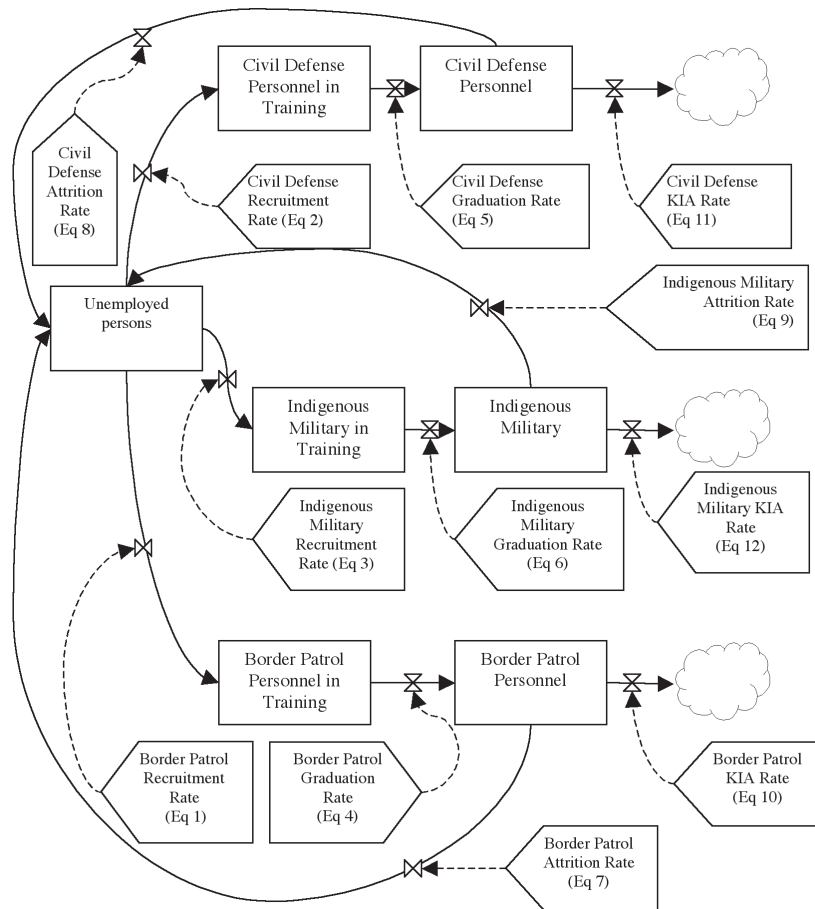 Civil Defense
Personnel in
Training
Civil Defense
Personnel
Civil
Defense
Attrition
Rate
(Eq 8)
Civil Defense
Recruitment
Rate (Eq 2)
Civil Defense
Graduation Rate
(Eq 5)
Civil Defense
KIA Rate
(Eq 11)
Unemployed
persons
Indigenous Military
Attrition Rate
(Eq 9)
Indigenous
Military in
Training
Indigenous
Military
Indigenous
Military
Recruitment
Rate (Eq 3)
Indigenous
Military
Graduation Rate
(Eq 6)
Indigenous
Military KIA
Rate
(Eq 12)
Border Patrol
Personnel in
Training
Border Patrol
Personnel
Border Patrol
Recruitment
Rate
(Eq 1)
Border Patrol
Graduation
Rate
(Eq 4)
Border Patrol
KIA Rate
(Eq 10)
Border Patrol
Attrition Rate
(Eq 7)